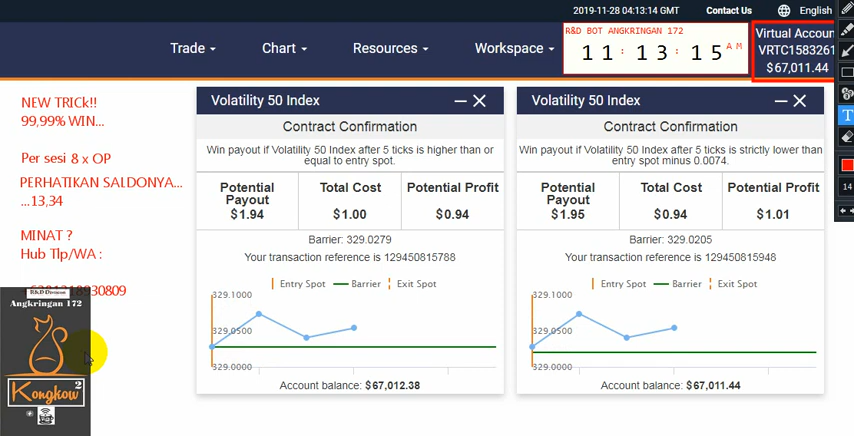 2019-11-28 04:13:14 GMT Contact Us English
Trade Chart Resources Workspace
R&D BOT ANGKRINGAN 172
11:13:15 AM
Virtual Accoun
VRTC1583261
$67,011.44
T
14
NEW TRICk!!
99,99% WIN...
Per sesi 8 x OP
PERHATIKAN SALDONYA...
...13,34
MINAT ?
Hub Tlp/WA :
930809
R&D Division
Angkringan 172
Kongkow 2
Volatility 50 Index
Contract Confirmation
Win payout if Volatility 50 Index after 5 ticks is higher than or
equal to entry spot.
Potential Payout Total Cost Potential Profit
$1.94 $1.00 $0.94
Barrier: 329.0279
Your transaction reference is 129450815788
Entry Spot Barrier Exit Spot
329.1000
329.0500
329.0000
Account balance: $67,012.38
Volatility 50 Index
Contract Confirmation
Win payout if Volatility 50 Index after 5 ticks is strictly lower than
entry spot minus 0.0074.
Potential Payout Total Cost Potential Profit
$1.95 $0.94 $1.01
Barrier: 329.0205
Your transaction reference is 129450815948
Entry Spot Barrier Exit Spot
329.1000
329.0500
329.0000
Account balance: $67,011.44